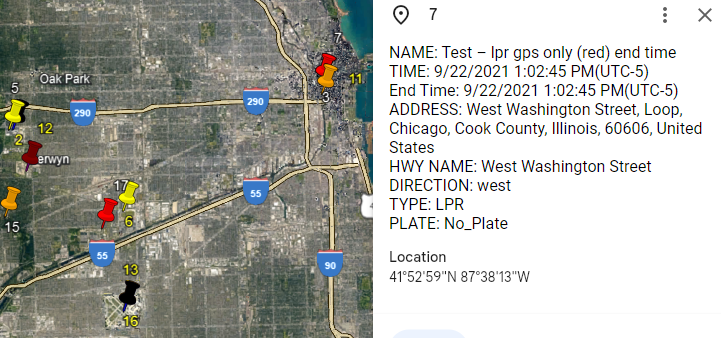 7
5
Oak Park
11
290
290
3
12
2
erwyn
17
55
15
6
55
13
90
16
7
NAME: Test – lpr gps only (red) end time
TIME: 9/22/2021 1:02:45 PM(UTC-5)
End Time: 9/22/2021 1:02:45 PM(UTC-5)
ADDRESS: West Washington Street, Loop,
Chicago, Cook County, Illinois, 60606, United
States
HWY NAME: West Washington Street
DIRECTION: west
TYPE: LPR
PLATE: No_Plate
Location
41°52'59"N 87°38'13"W